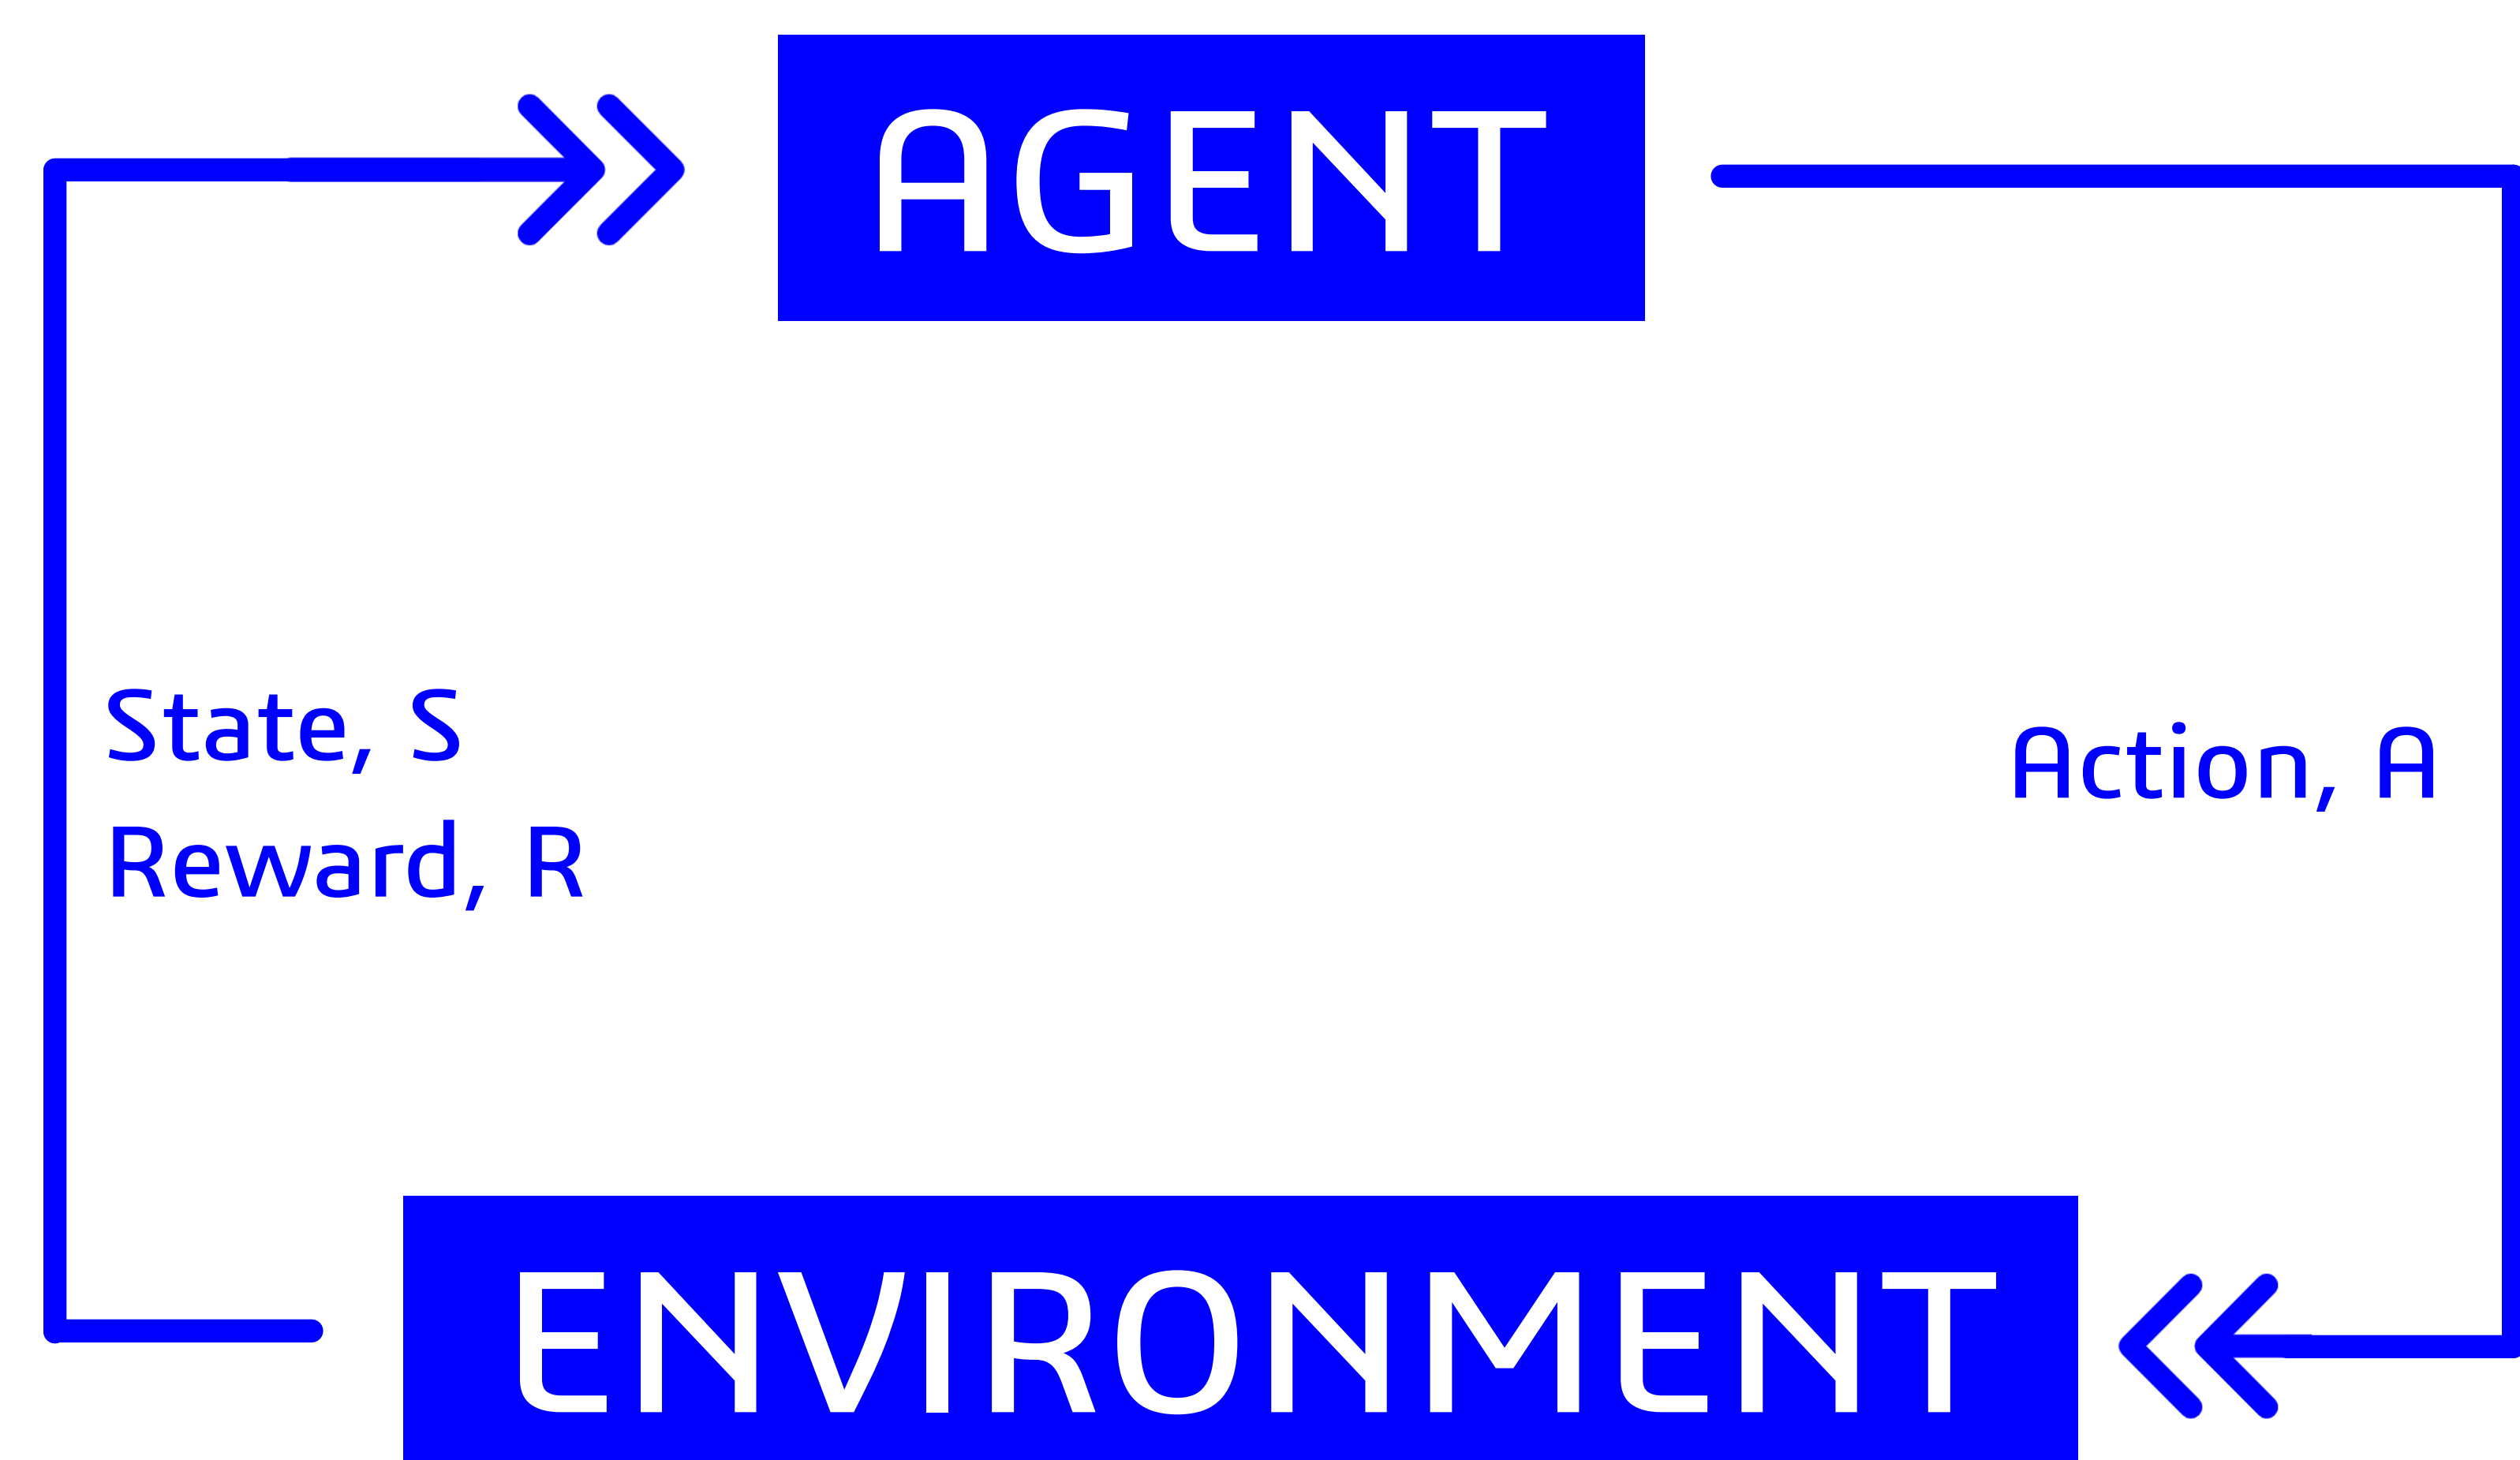 AGENT
State, S
Reward, R
Action, A
ENVIRONMENT